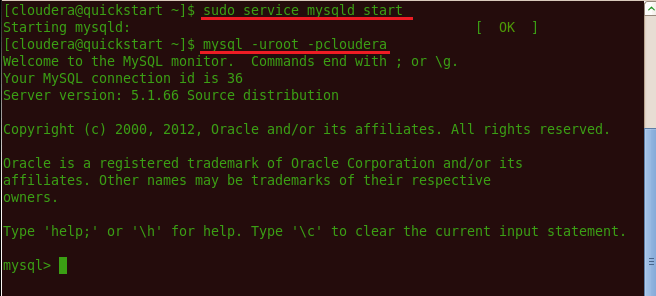 [cloudera@quickstart ~]$ sudo service mysqld start
Starting mysqld:                                           [  OK  ]
[cloudera@quickstart ~]$ mysql -uroot -pcloudera
Welcome to the MySQL monitor.  Commands end with ; or \g.
Your MySQL connection id is 36
Server version: 5.1.66 Source distribution

Copyright (c) 2000, 2012, Oracle and/or its affiliates. All rights reserved.

Oracle is a registered trademark of Oracle Corporation and/or its
affiliates. Other names may be trademarks of their respective
owners.

Type 'help;' or '\h' for help. Type '\c' to clear the current input statement.

mysql>